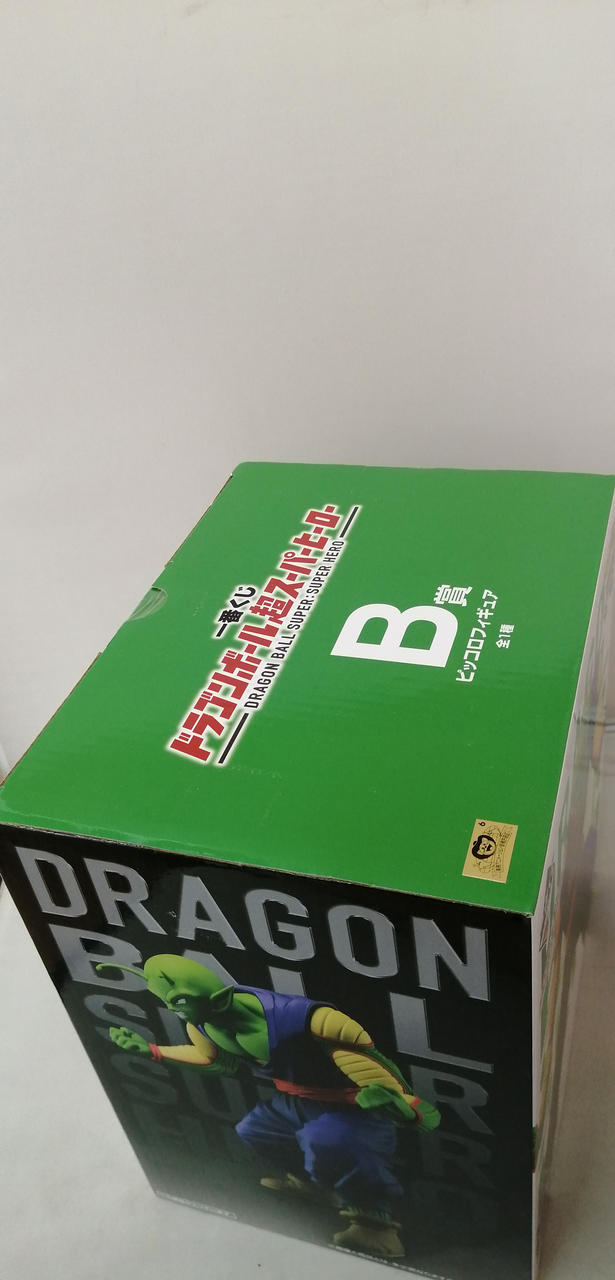 一番くじ
ドラゴンボール超スーパーヒーロー
DRAGON BALL SUPER: SUPER HERO
B賞
ピッコロフィギュア
全1種
6
DRAGON
BALL